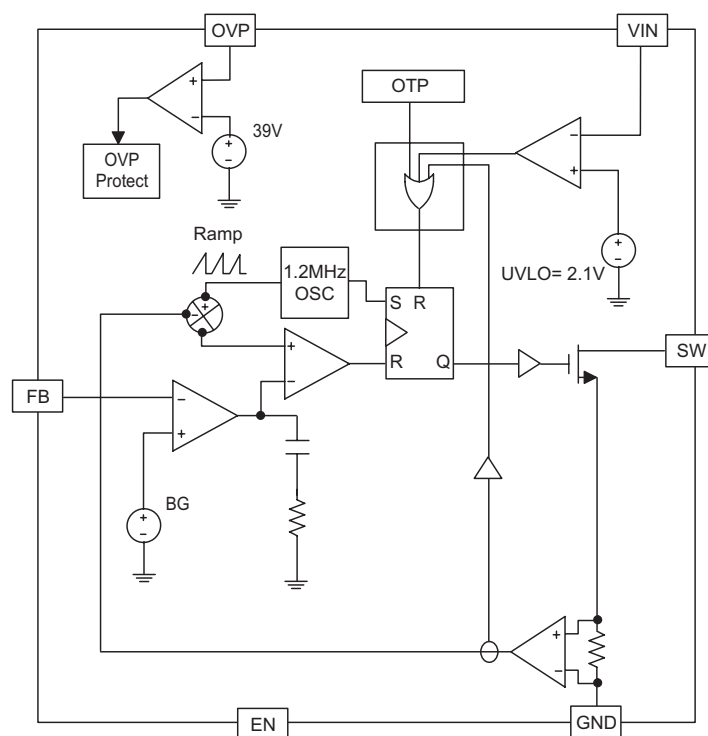 OVP
VIN
OTP
+
−
−
+
39V
+
−
OVP
Protect
Ramp
1.2MHz
OSC
+
−
UVLO= 2.1V
+
−
S R
R Q
+
−
SW
FB
−
+
BG
+
−
+
−
EN
GND